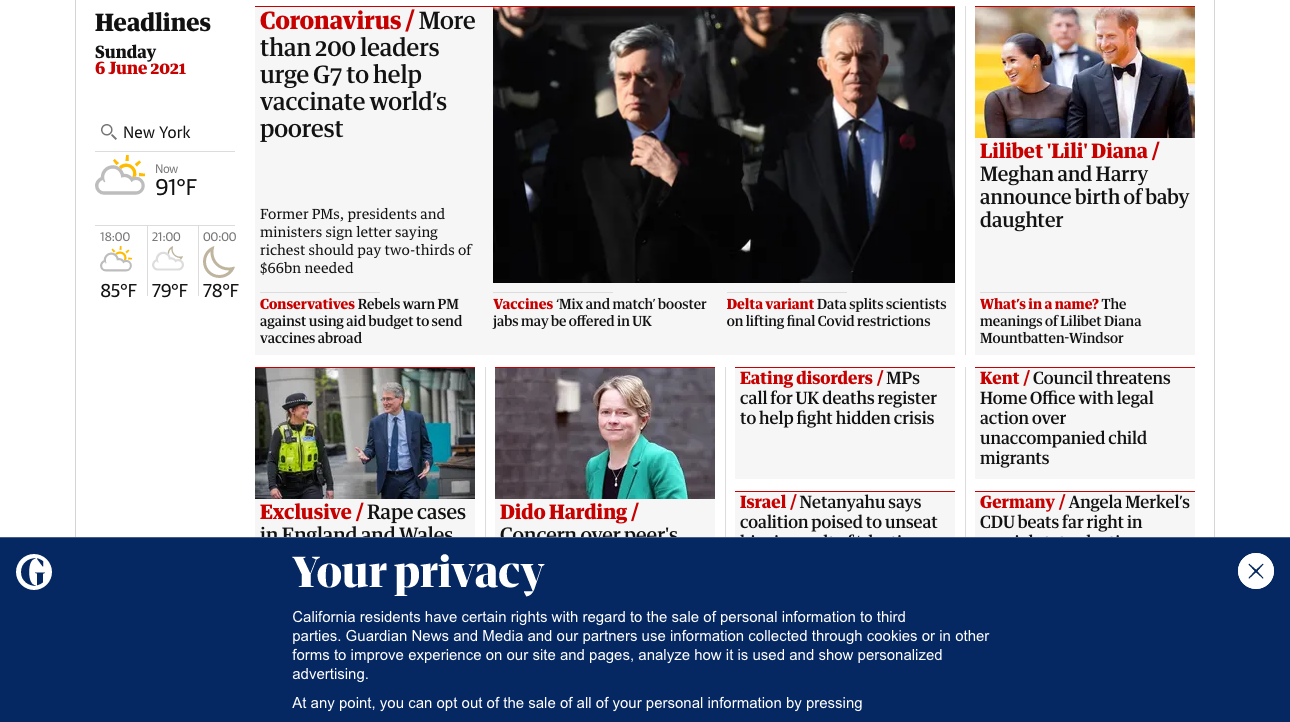 Headlines
Sunday
6 June 2021
New York
Now
91°F
18:00
21:00
00:00
85°F
79°F
78°F
Coronavirus / More
than 200 leaders
urge G7 to help
vaccinate world's
poorest
Former PMs, presidents and
ministers sign letter saying
richest should pay two-thirds of
$66bn needed
Conservatives Rebels warn PM
against using aid budget to send
vaccines abroad
Vaccines ‘Mix and match’ booster
jabs may be offered in UK
Delta variant Data splits scientists
on lifting final Covid restrictions
Lilibet 'Lili' Diana /
Meghan and Harry
announce birth of baby
daughter
What’s in a name? The
meanings of Lilibet Diana
Mountbatten-Windsor
Exclusive / Rape cases
in England and Wales
Dido Harding /
Concern over peer's
Eating disorders / MPs
call for UK deaths register
to help fight hidden crisis
Kent / Council threatens
Home Office with legal
action over
unaccompanied child
migrants
Israel / Netanyahu says
coalition poised to unseat
Germany / Angela Merkel’s
CDU beats far right in
Your privacy
California residents have certain rights with regard to the sale of personal information to third
parties. Guardian News and Media and our partners use information collected through cookies or in other
forms to improve experience on our site and pages, analyze how it is used and show personalized
advertising.
At any point, you can opt out of the sale of all of your personal information by pressing